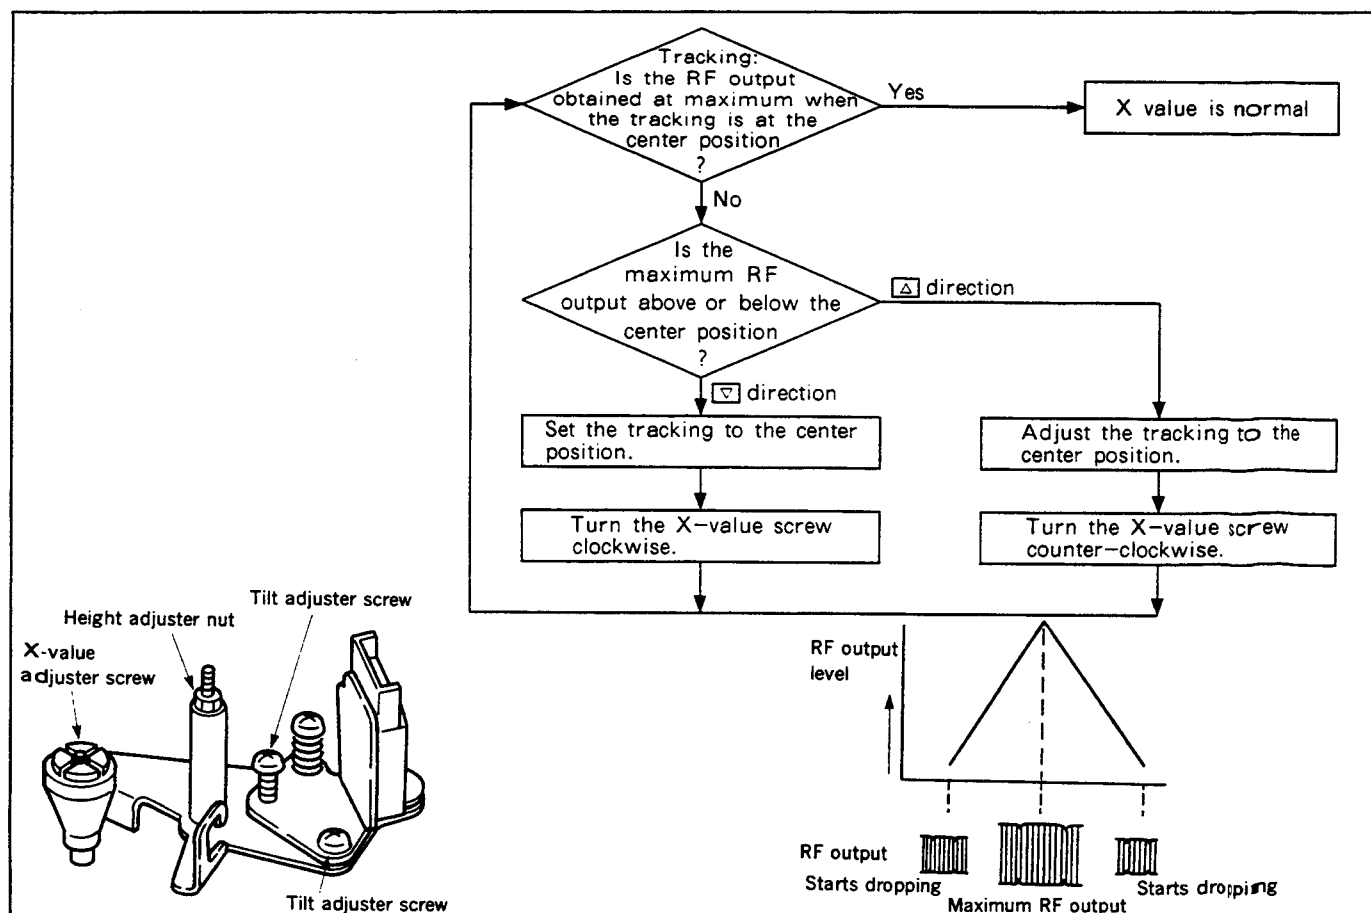 Tracking:
Is the RF output
obtained at maximum when
the tracking is at the
center position
?
Yes
X value is normal
No
Is the
maximum RF
output above or below the
center position
?
△ direction
▽ direction
Set the tracking to the center
position.
Adjust the tracking to the
center position.
Turn the X-value screw
clockwise.
Turn the X-value screw
counter-clockwise.
Tilt adjuster screw
Height adjuster nut
X-value
adjuster screw
Tilt adjuster screw
RF output
level
RF output
Starts dropping
Starts dropping
Maximum RF output